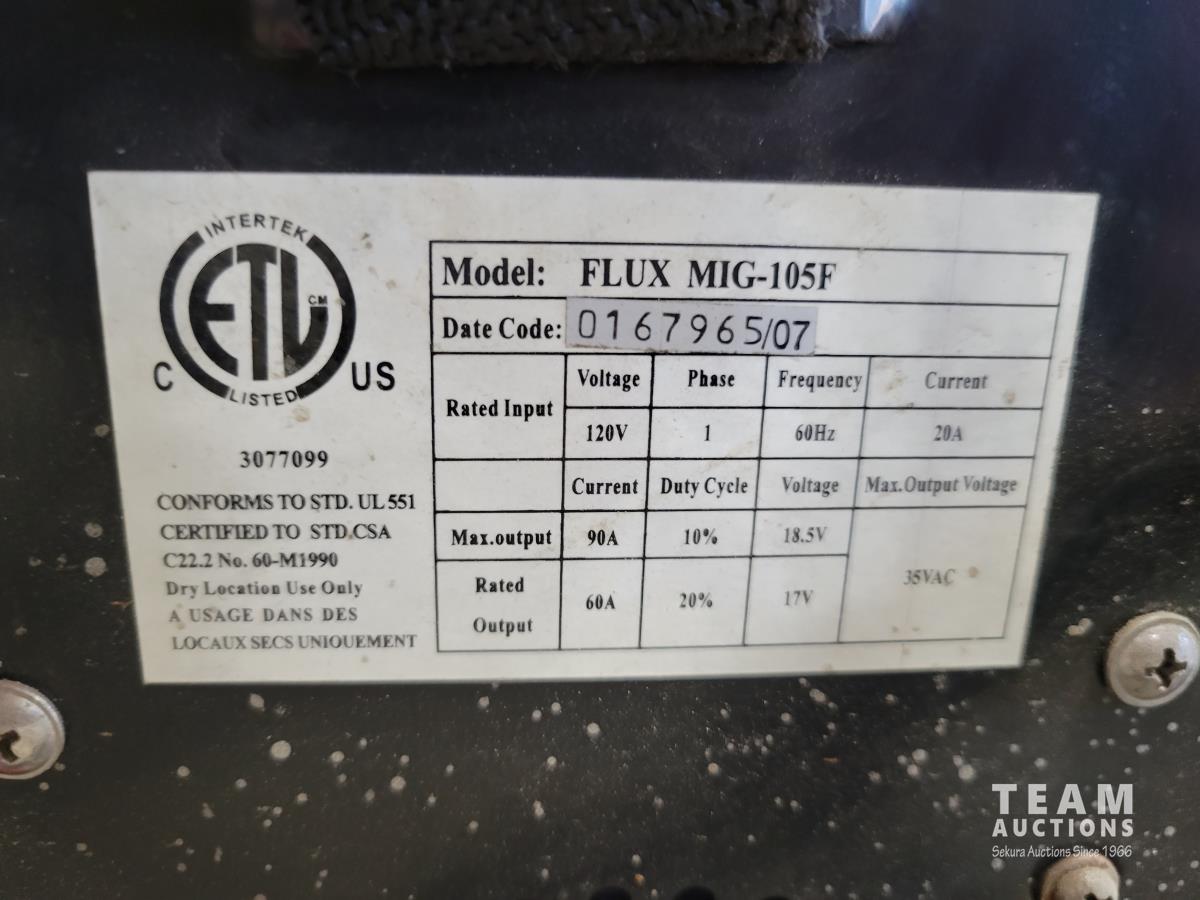 INTERTEK
ETL CM
C US
LISTED
3077099
CONFORMS TO STD. UL 551
CERTIFIED TO STD.CSA
C22.2 No. 60-M1990
Dry Location Use Only
A USAGE DANS DES
LOCAUX SECS UNIQUEMENT
Model: FLUX MIG-105F
Date Code: 0167965/07
Rated Input
Voltage Phase Frequency Current
120V 1 60Hz 20A
Current Duty Cycle Voltage Max.Output Voltage
Max.output 90A 10% 18.5V
Rated Output 60A 20% 17V
35VAC
TEAM
AUCTIONS
Sekura Auctions Since 1966